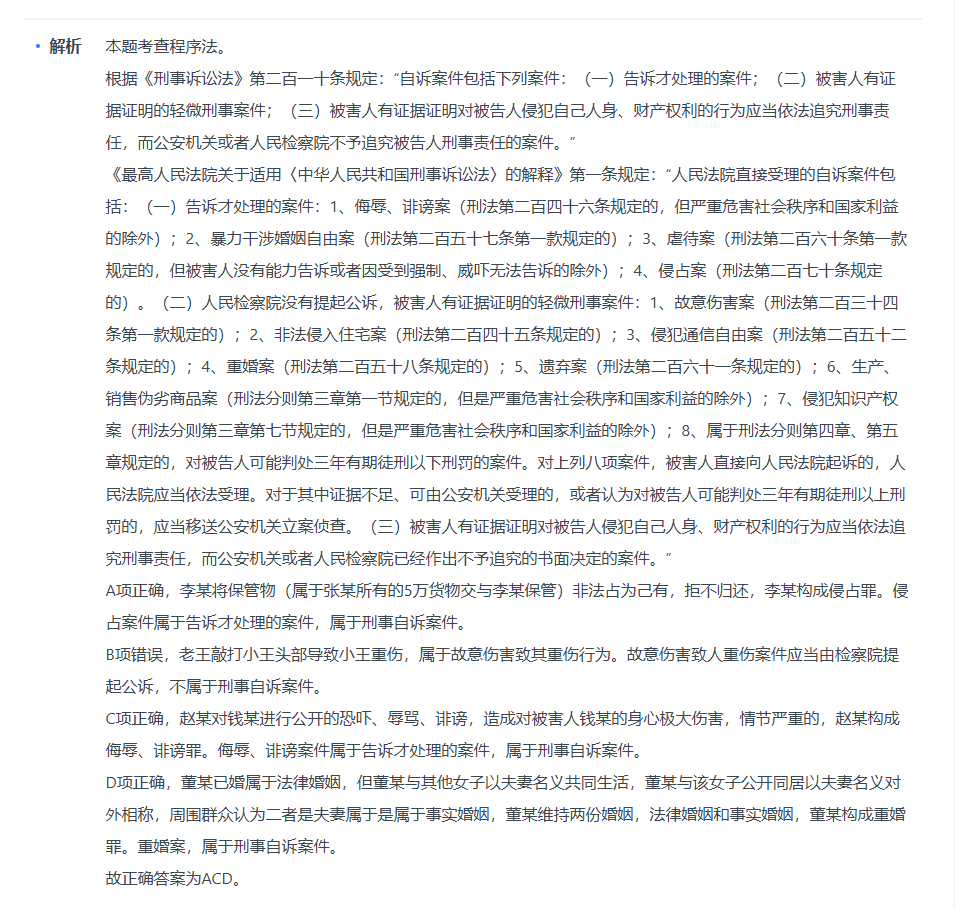 • 解析 本题考查程序法。
根据《刑事诉讼法》第二百一十条规定：“自诉案件包括下列案件：（一）告诉才处理的案件；（二）被害人有证
据证明的轻微刑事案件；（三）被害人有证据证明对被告人侵犯自己人身、财产权利的行为应当依法追究刑事责
任，而公安机关或者人民检察院不予追究被告人刑事责任的案件。“
《最高人民法院关于适用〈中华人民共和国刑事诉讼法〉的解释》第一条规定：“人民法院直接受理的自诉案件包
括：（一）告诉才处理的案件：1、侮辱、诽谤案（刑法第二百四十六条规定的，但严重危害社会秩序和国家利益
的除外）；2、暴力干涉婚姻自由案（刑法第二百五十七条第一款规定的）；3、虐待案（刑法第二百六十条第一款
规定的，但被害人没有能力告诉或者因受到强制、威吓无法告诉的除外）；4、侵占案（刑法第二百七十条规定
的）。（二）人民检察院没有提起公诉，被害人有证据证明的轻微刑事案件：1、故意伤害案（刑法第二百三十四
条第一款规定的）；2、非法侵入住宅案（刑法第二百四十五条规定的）；3、侵犯通信自由案（刑法第二百五十二
条规定的）；4、重婚案（刑法第二百五十八条规定的）；5、遗弃案（刑法第二百六十一条规定的）；6、生产、
销售伪劣商品案（刑法分则第三章第一节规定的，但是严重危害社会秩序和国家利益的除外）；7、侵犯知识产权
案（刑法分则第三章第七节规定的，但是严重危害社会秩序和国家利益的除外）；8、属于刑法分则第四章、第五
章规定的，对被告人可能判处三年有期徒刑以下刑罚的案件。对上列八项案件，被害人直接向人民法院起诉的，人
民法院应当依法受理。对于其中证据不足、可由公安机关受理的，或者认为对被告人可能判处三年有期徒刑以上刑
罚的，应当移送公安机关立案侦查。（三）被害人有证据证明对被告人侵犯自己人身、财产权利的行为应当依法追
究刑事责任，而公安机关或者人民检察院已经作出不予追究的书面决定的案件。“
A项正确，李某将保管物（属于张某所有的5万货物交与李某保管）非法占为己有，拒不归还，李某构成侵占罪。侵
占案件属于告诉才处理的案件，属于刑事自诉案件。
B项错误，老王敲打小王头部导致小王重伤，属于故意伤害致其重伤行为。故意伤害致人重伤案件应当由检察院提
起公诉，不属于刑事自诉案件。
C项正确，赵某对钱某进行公开的恐吓、辱骂、诽谤，造成对被害人钱某的身心极大伤害，情节严重的，赵某构成
侮辱、诽谤罪。侮辱、诽谤案件属于告诉才处理的案件，属于刑事自诉案件。
D项正确，董某已婚属于法律婚姻，但董某与其他女子以夫妻名义共同生活，董某与该女子公开同居以夫妻名义对
外相称，周围群众认为二者是夫妻属于是属于事实婚姻，董某维持两份婚姻，法律婚姻和事实婚姻，董某构成重婚
罪。重婚案，属于刑事自诉案件。
故正确答案为ACD。